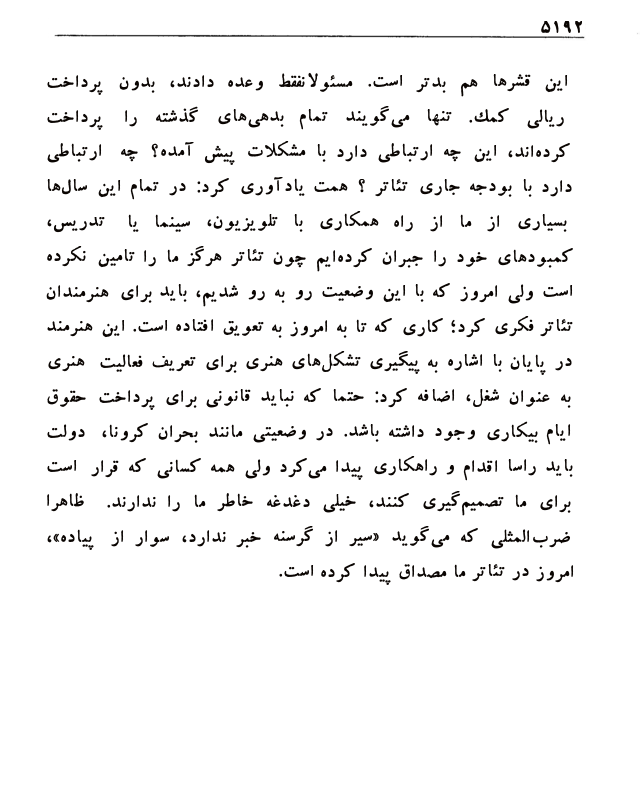 ۵۱۹۲
این قشرها هم بدتر است. مسئولانفقط وعده دادند، بدون پرداخت
ریالی کمك. تنها می‌گویند تمام بدهی‌های گذشته را پرداخت
کرده‌اند، این چه ارتباطی دارد با مشکلات پیش آمده؟ چه ارتباطی
دارد با بودجه جاری تئاتر ؟ همت یادآوری کرد: در تمام این سال‌ها
بسیاری از ما از راه همکاری با تلویزیون، سینما یا تدریس،
کمبودهای خود را جبران کرده‌ایم چون تئاتر هرگز ما را تامین نکرده
است ولی امروز که با این وضعیت رو به رو شدیم، باید برای هنرمندان
تئاتر فکری کرد؛ کاری که تا به امروز به تعویق افتاده است. این هنرمند
در پایان با اشاره به پیگیری تشکل‌های هنری برای تعریف فعالیت هنری
به عنوان شغل، اضافه کرد: حتما که نباید قانونی برای پرداخت حقوق
ایام بیکاری وجود داشته باشد. در وضعیتی مانند بحران کرونا، دولت
باید راسا اقدام و راهکاری پیدا می‌کرد ولی همه کسانی که قرار است
برای ما تصمیم‌گیری کنند، خیلی دغدغه خاطر ما را ندارند. ظاهرا
ضرب‌المثلی که می‌گوید «سیر از گرسنه خبر ندارد، سوار از پیاده»،
امروز در تئاتر ما مصداق پیدا کرده است.